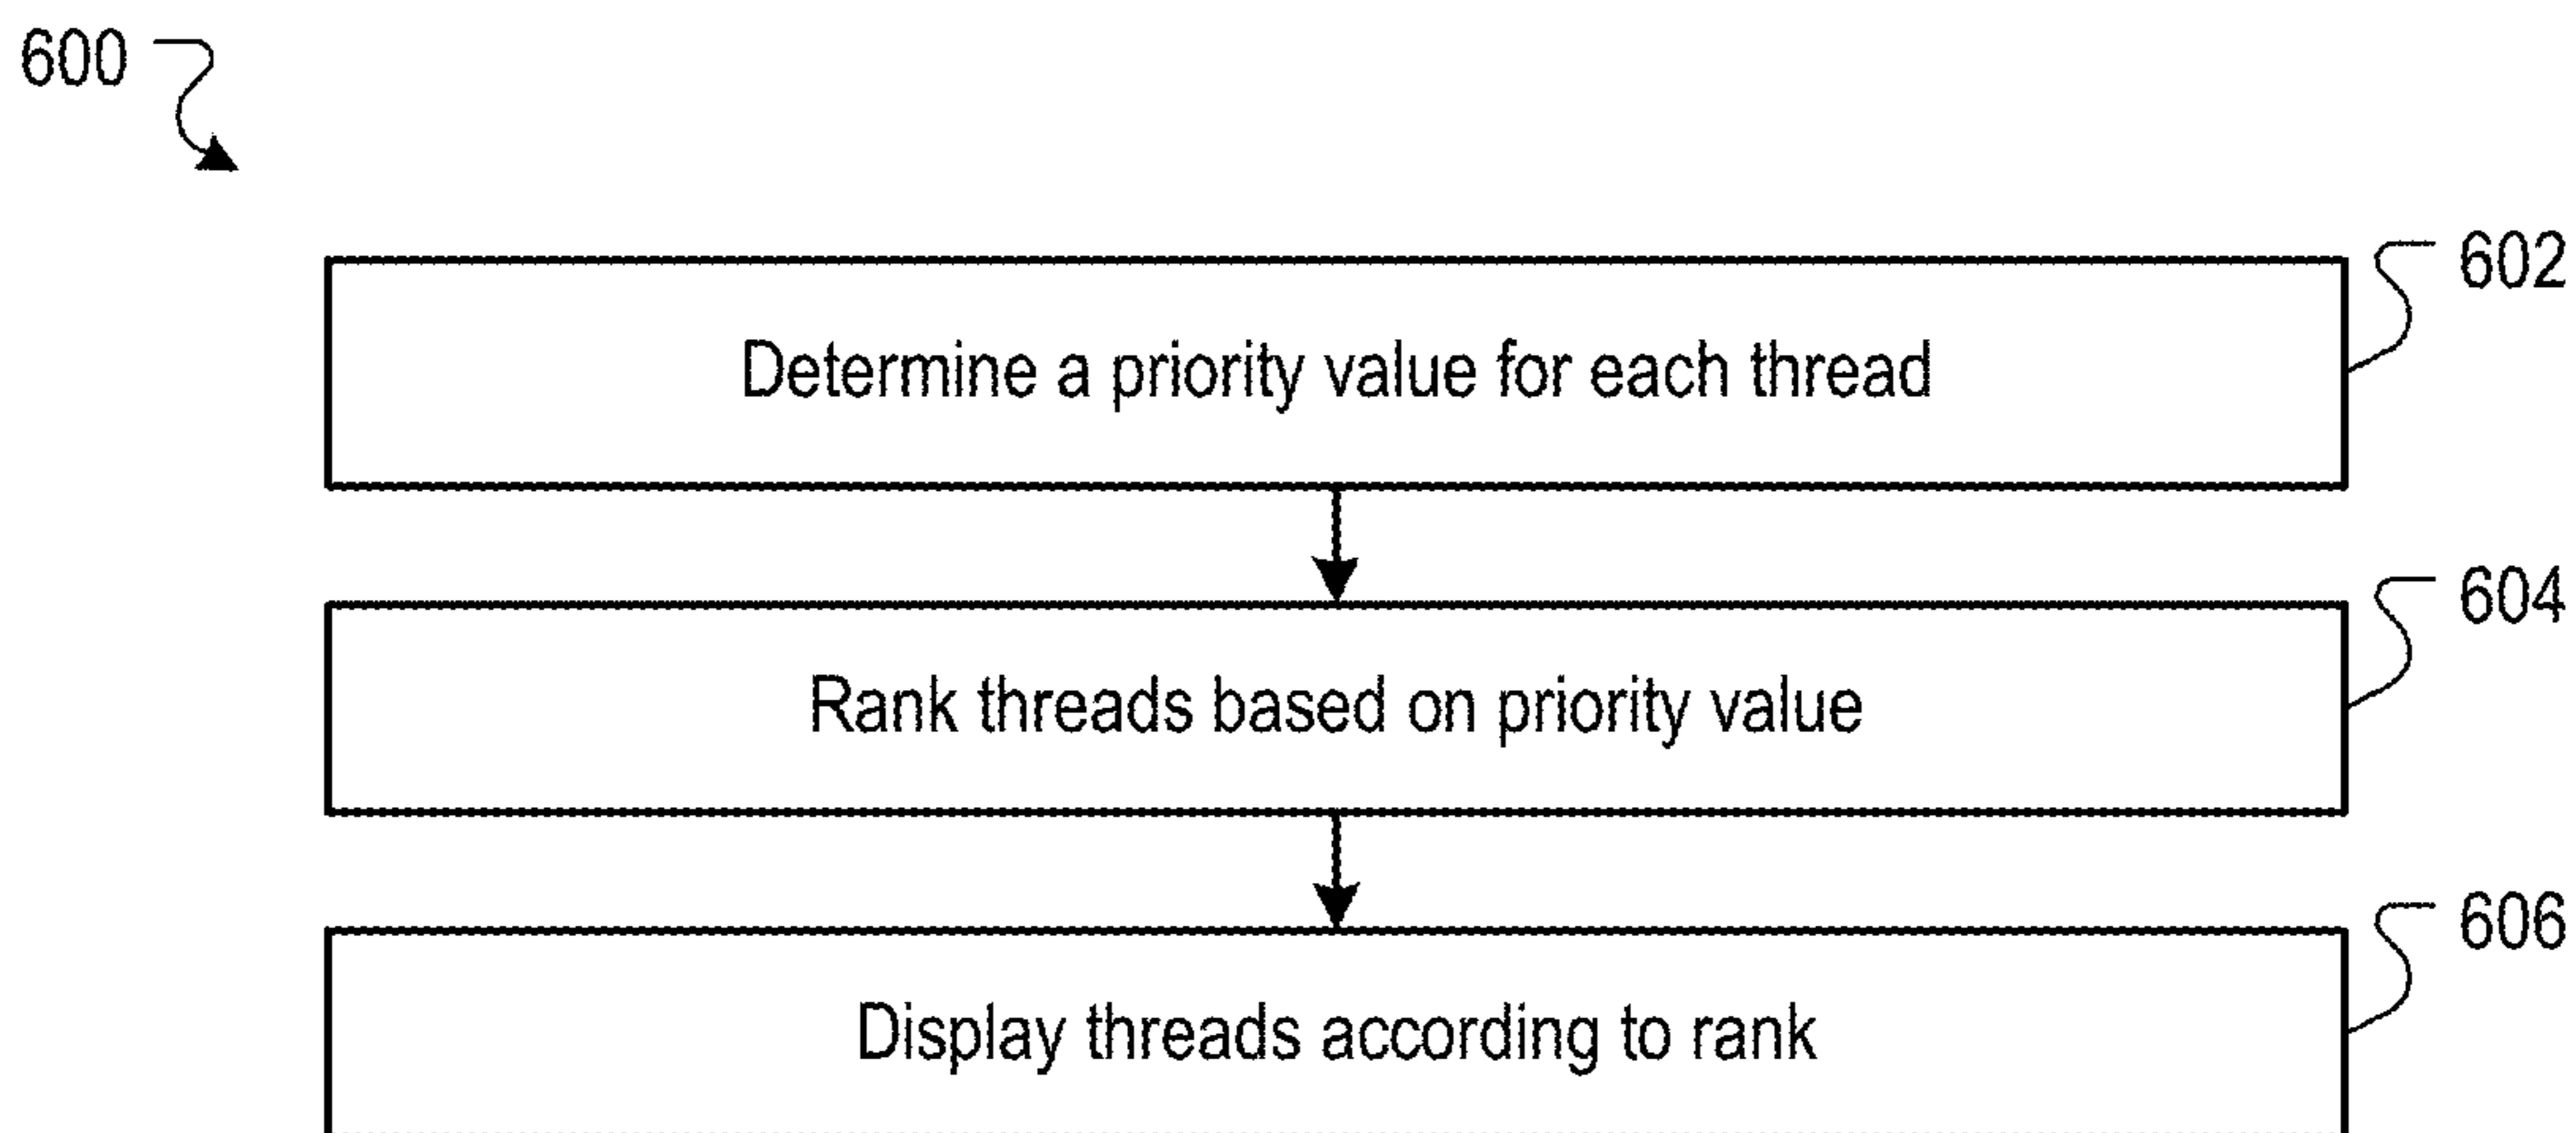 600
602
Determine a priority value for each thread
604
Rank threads based on priority value
606
Display threads according to rank